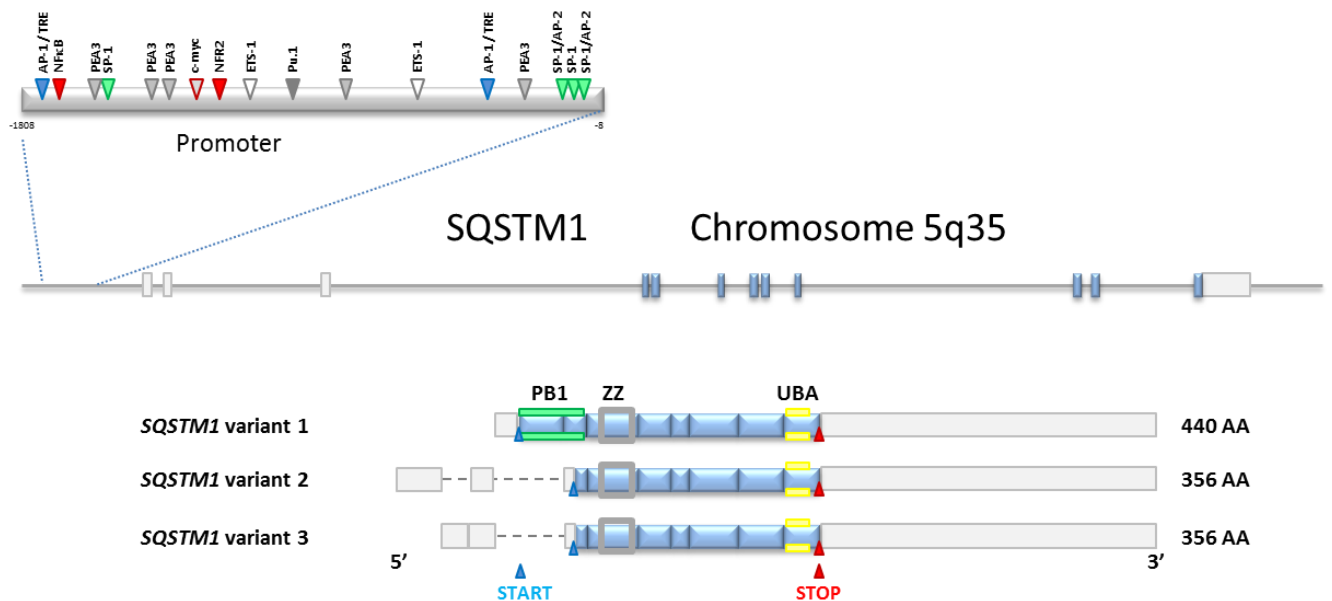 AP-1/TRE
NFκB
PEA3
SP-1
PEA3
PEA3
c-myc
NFR2
ETS-1
Pu.1
PEA3
ETS-1
AP-1/TRE
PEA3
SP-1/AP-2
SP-1
SP-1/AP-2
-1808
-8
Promoter
SQSTM1 Chromosome 5q35
PB1 ZZ UBA
SQSTM1 variant 1 440 AA
SQSTM1 variant 2 356 AA
SQSTM1 variant 3 356 AA
5’ 3’
START STOP